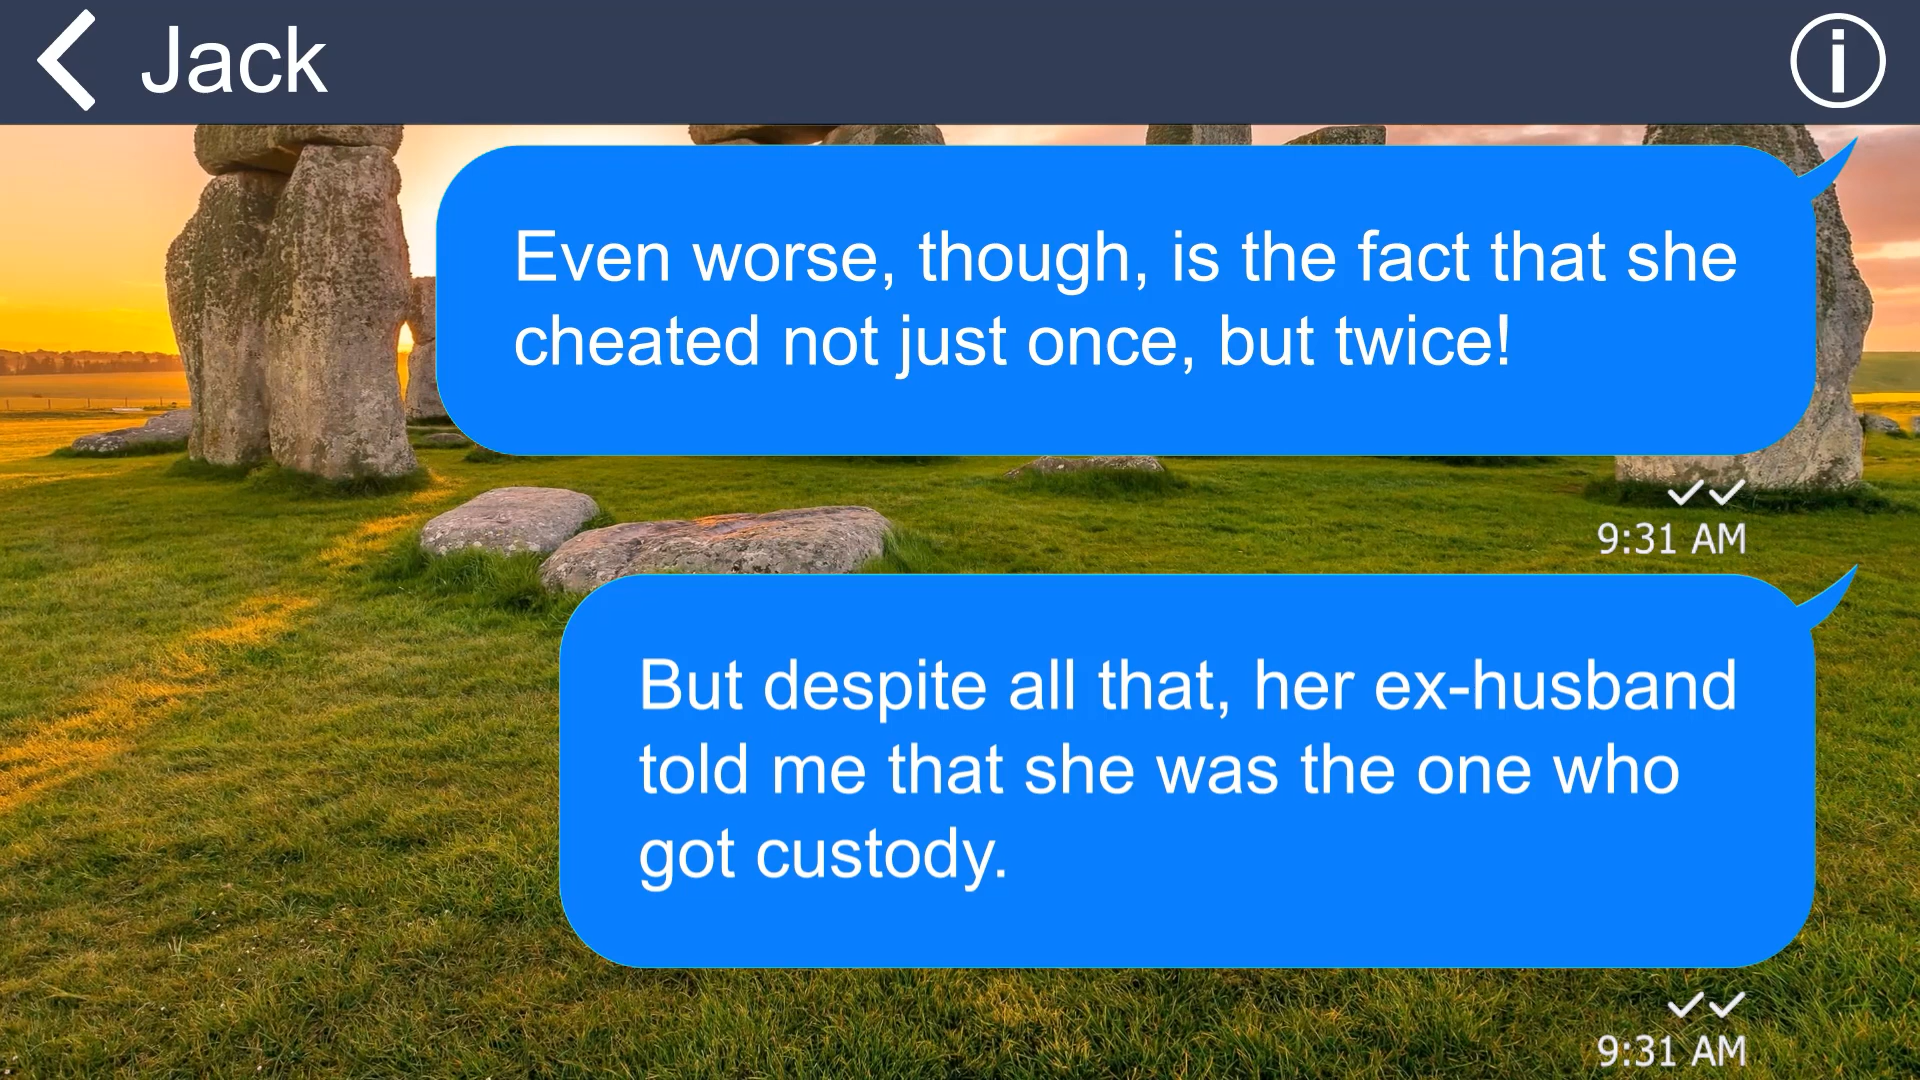 Jack
Even worse, though, is the fact that she
cheated not just once, but twice!
9:31 AM
But despite all that, her ex-husband
told me that she was the one who
got custody.
9:31 AM